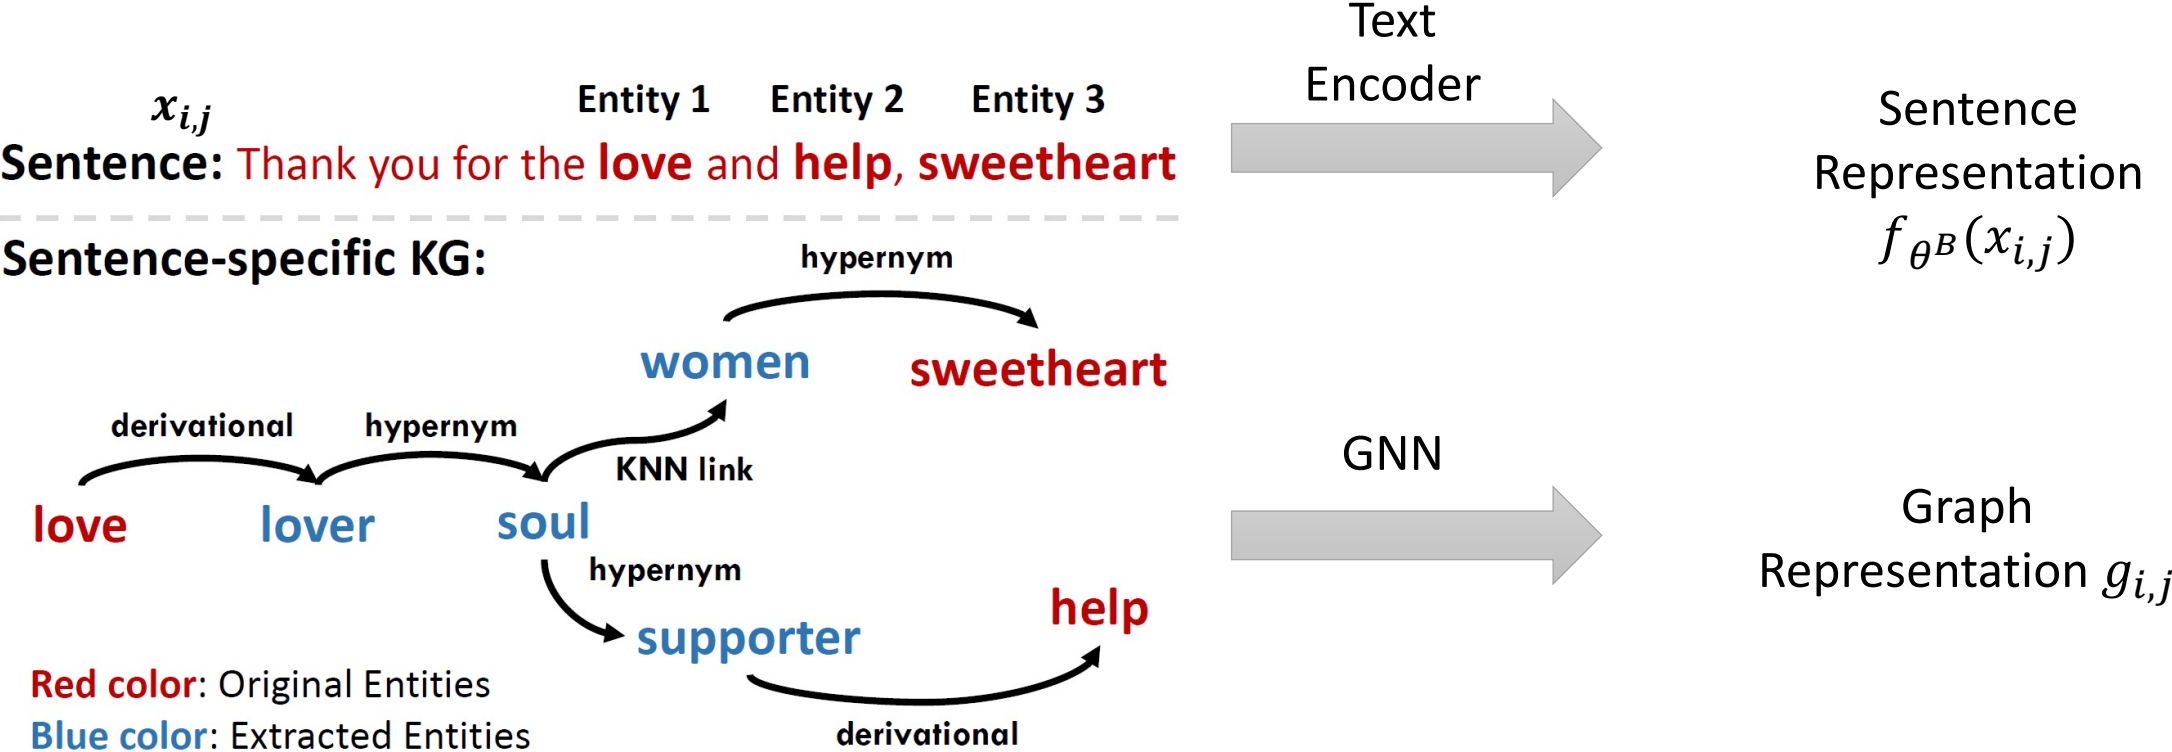 x_{i,j}
Entity 1 Entity 2 Entity 3
Sentence: Thank you for the love and help, sweetheart
Sentence-specific KG:
hypernym
women
sweetheart
derivational
hypernym
KNN link
love
lover
soul
hypernym
help
supporter
derivational
Red color: Original Entities
Blue color: Extracted Entities
Text
Encoder
Sentence
Representation
f_{θ^B}(x_{i,j})
GNN
Graph
Representation g_{i,j}